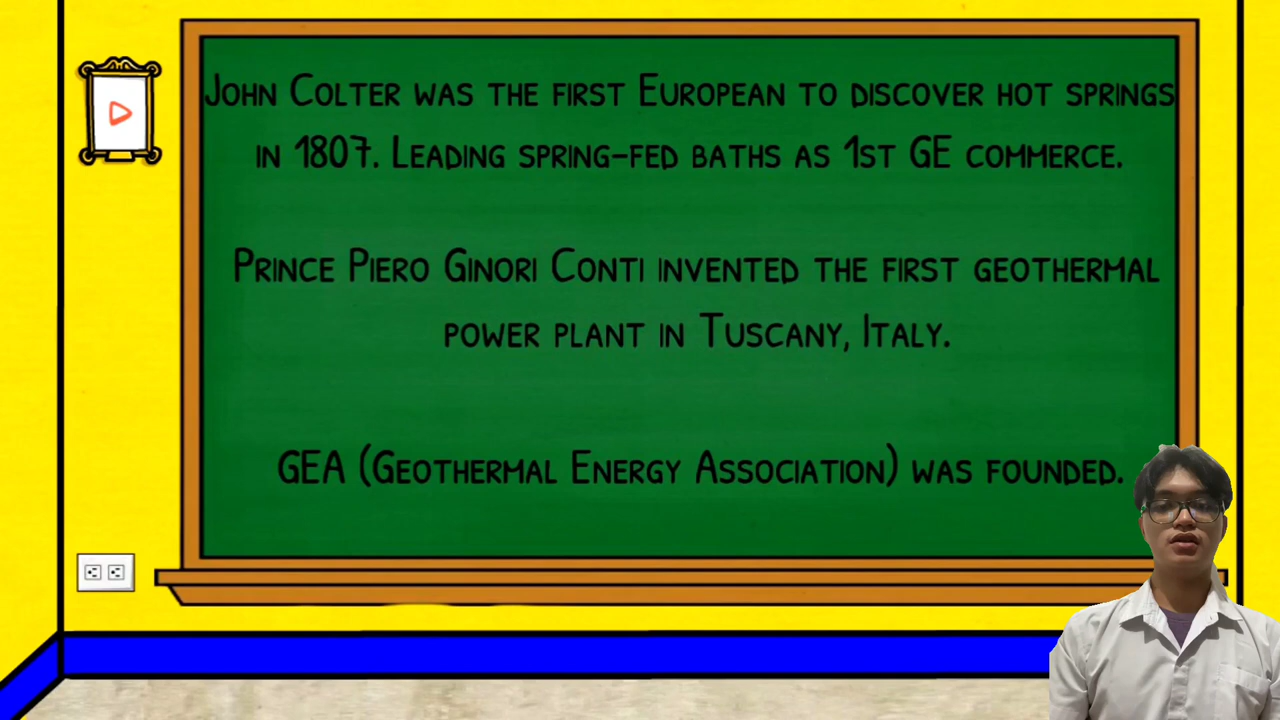 John Colter was the first European to discover hot springs
in 1807. Leading spring-fed baths as 1st GE commerce.
Prince Piero Ginori Conti invented the first geothermal
power plant in Tuscany, Italy.
GEA (Geothermal Energy Association) was founded.